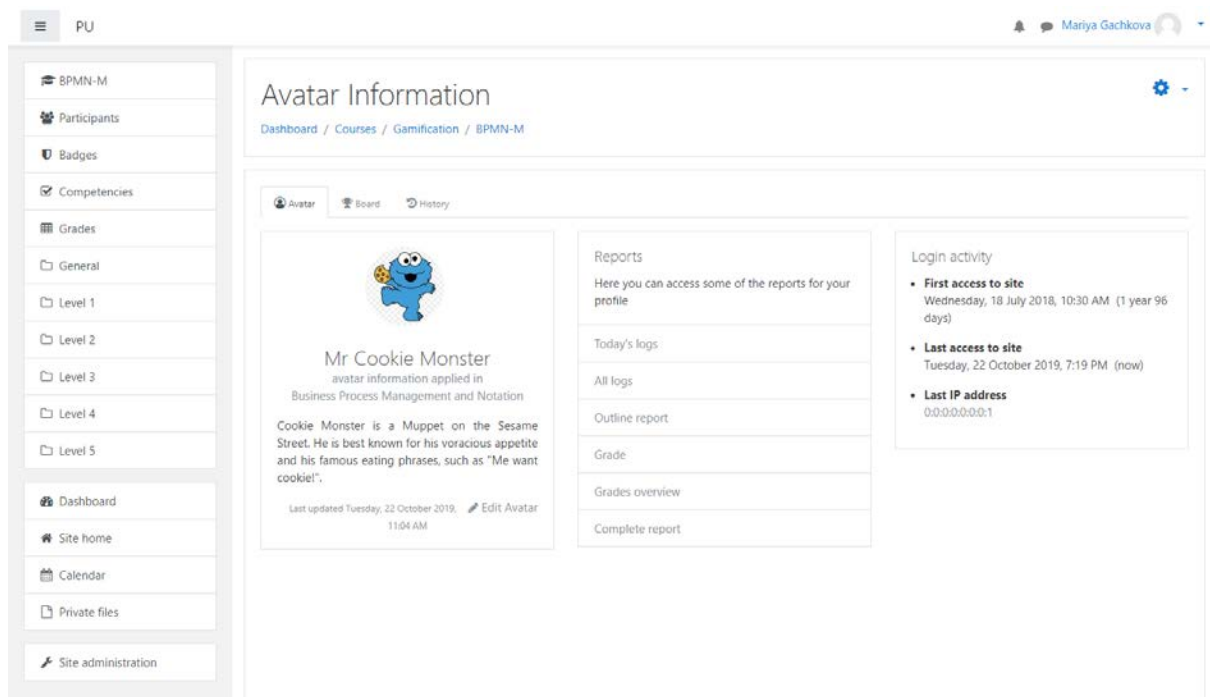 PU
Mariya Gachkova
BPMN-M
Participants
Badges
Competencies
Grades
General
Level 1
Level 2
Level 3
Level 4
Level 5
Dashboard
Site home
Calendar
Private files
Site administration
Avatar Information
Dashboard / Courses / Gamification / BPMN-M
Avatar Board History
Mr Cookie Monster
avatar information applied in
Business Process Management and Notation
Cookie Monster is a Muppet on the Sesame
Street. He is best known for his voracious appetite
and his famous eating phrases, such as "Me want
cookie!".
Last updated Tuesday, 22 October 2019,
11:04 AM
Edit Avatar
Reports
Here you can access some of the reports for your
profile
Today's logs
All logs
Outline report
Grade
Grades overview
Complete report
Login activity
First access to site
Wednesday, 18 July 2018, 10:30 AM (1 year 96
days)
Last access to site
Tuesday, 22 October 2019, 7:19 PM (now)
Last IP address
0:0:0:0:0:0:0:1